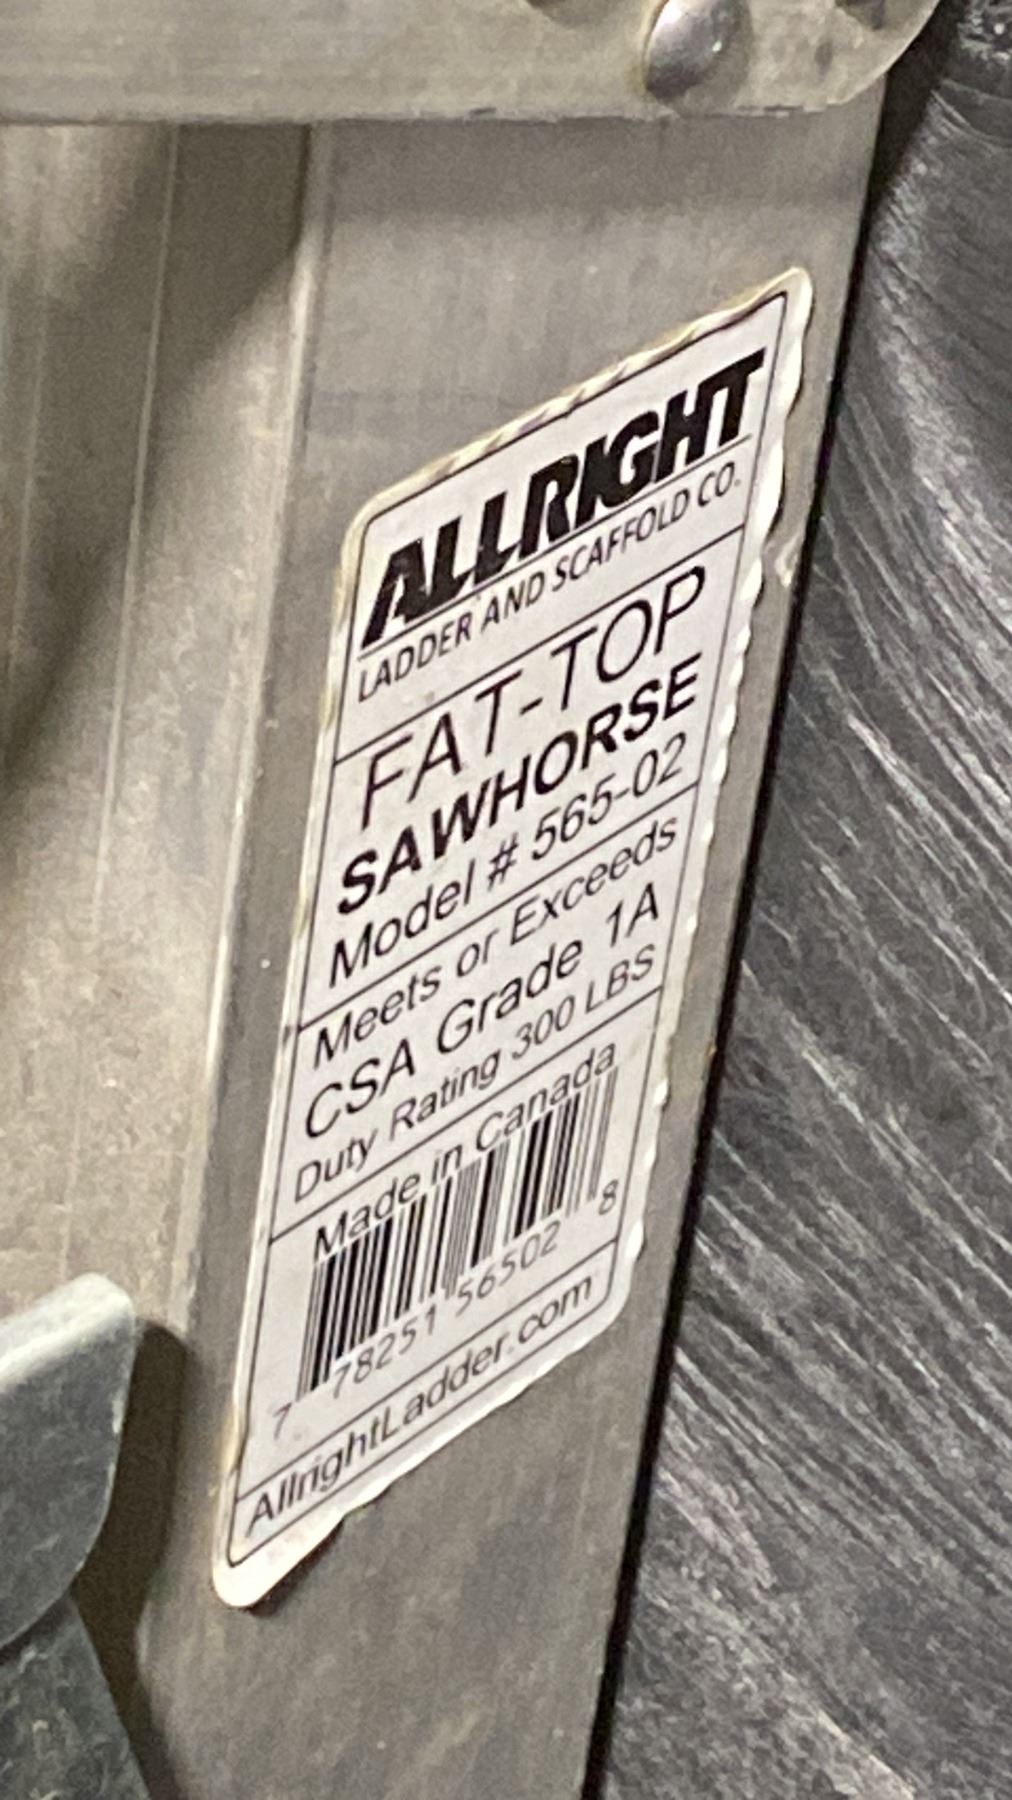 ALLRIGHT
LADDER AND SCAFFOLD CO.
FAT-TOP
SAWHORSE
Model # 565-02
Meets or Exceeds
CSA Grade 1A
Duty Rating 300 LBS
Made in Canada
7 78251 56502 8
AllrightLadder.com